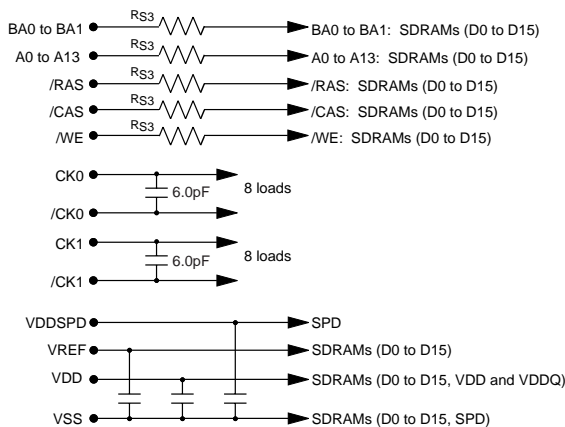 BA0 to BA1 RS3 BA0 to BA1: SDRAMs (D0 to D15)
A0 to A13 RS3 A0 to A13: SDRAMs (D0 to D15)
/RAS RS3 /RAS: SDRAMs (D0 to D15)
/CAS RS3 /CAS: SDRAMs (D0 to D15)
/WE RS3 /WE: SDRAMs (D0 to D15)
CK0
6.0pF 8 loads
/CK0
CK1
6.0pF 8 loads
/CK1
VDDSPD SPD
VREF SDRAMs (D0 to D15)
VDD SDRAMs (D0 to D15, VDD and VDDQ)
VSS SDRAMs (D0 to D15, SPD)